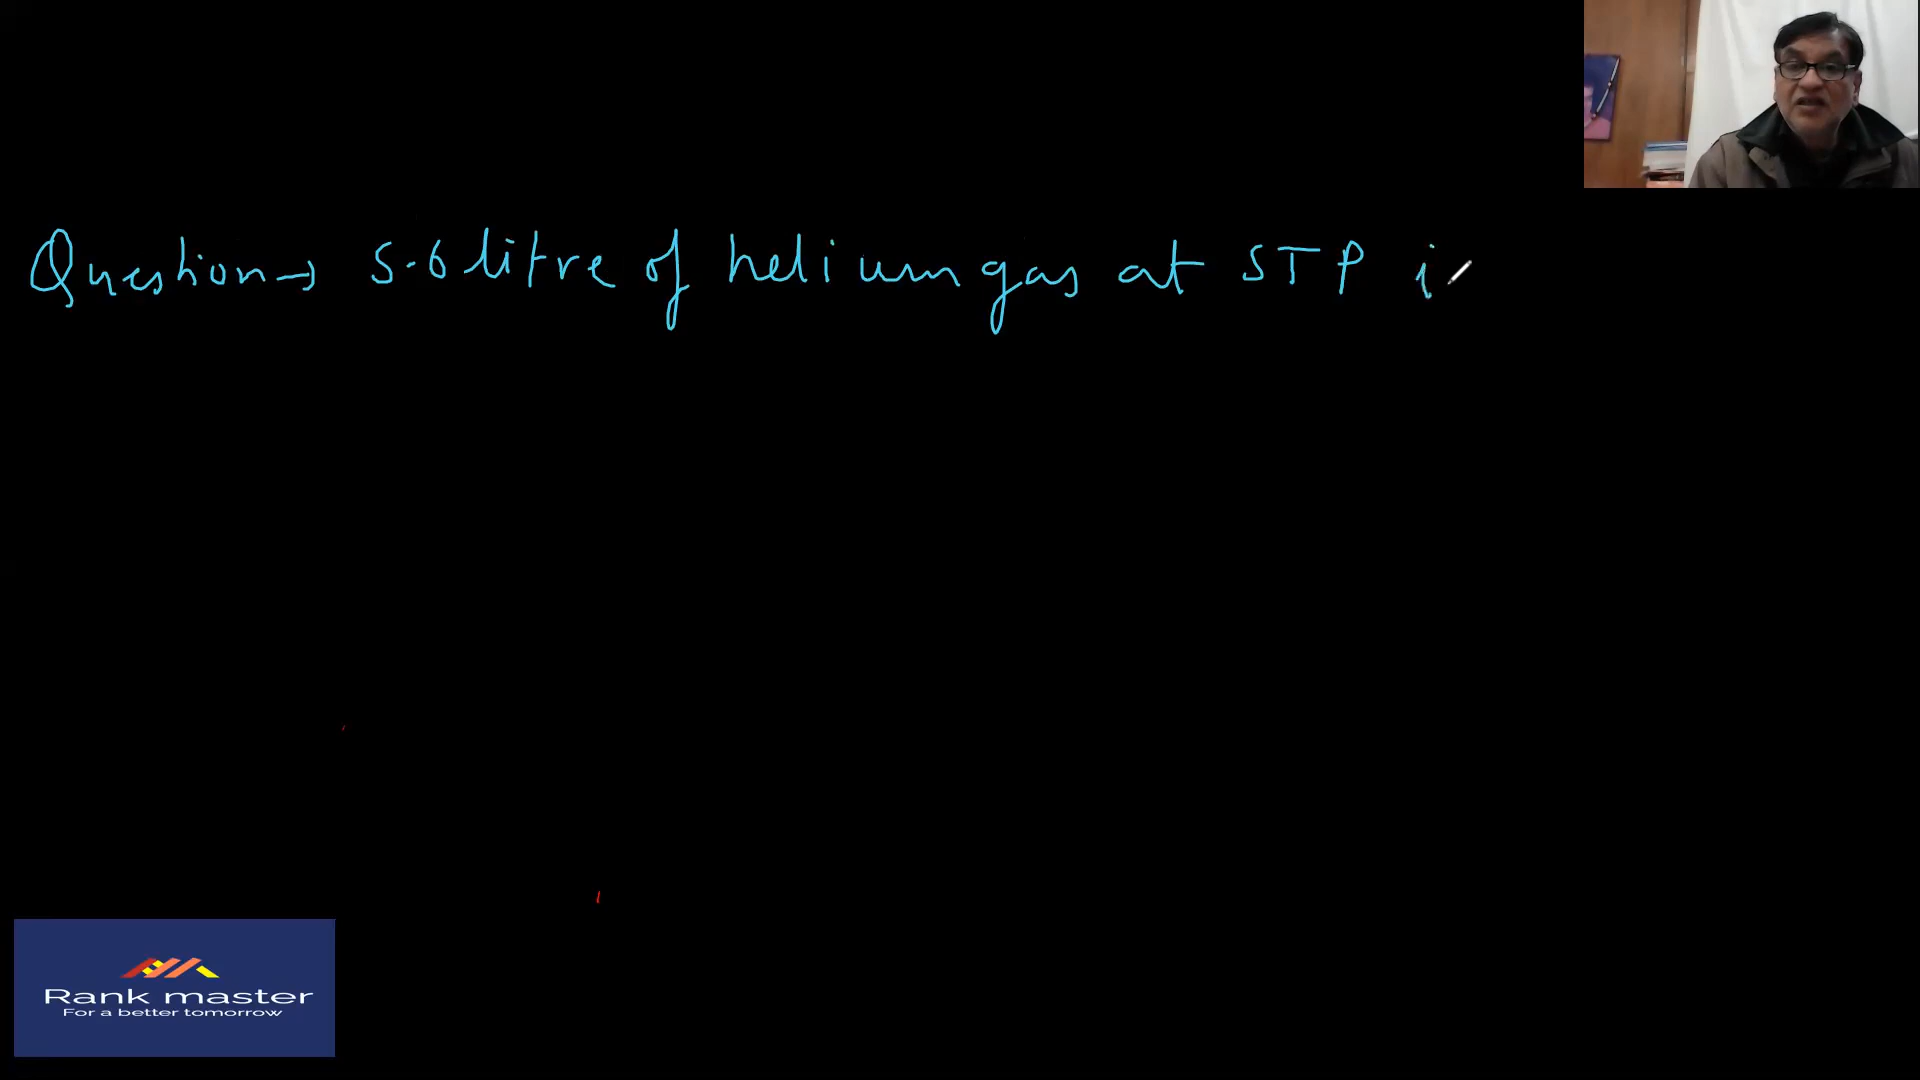 Question → 5.6 litre of helium gas at STP i
Rank master
For a better tomorrow